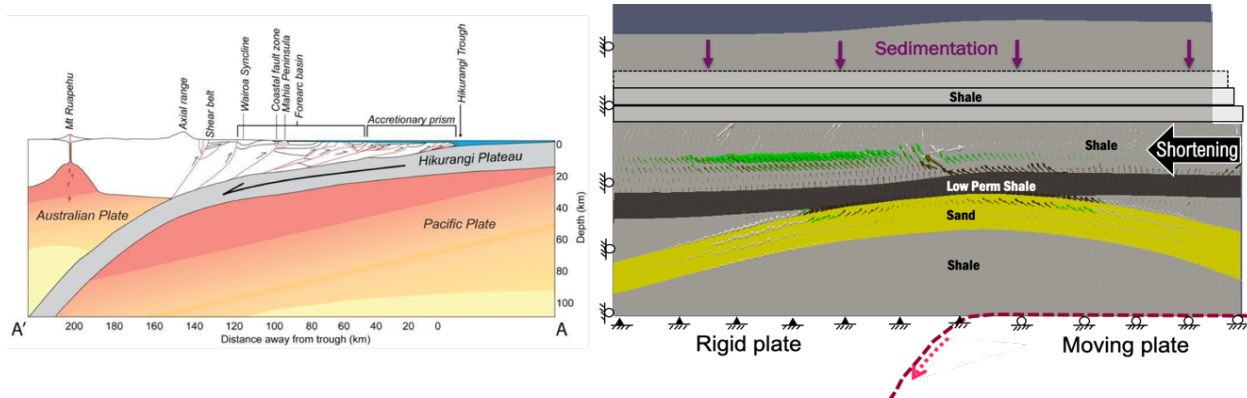 Mt Ruapehu
Axial range
Shear belt
Wairoa Syncline
Coastal fault zone
Mahia Peninsula
Forearc basin
Accretionary prism
Hikurangi Trough
Hikurangi Plateau
Australian Plate
Pacific Plate
0
20
40
60
80
100
Depth (km)
A'
200 180 160 140 120 100 80 60 40 20 0
A
Distance away from trough (km)
Sedimentation
Shale
Shale
Shortening
Low Perm Shale
Sand
Shale
Rigid plate
Moving plate